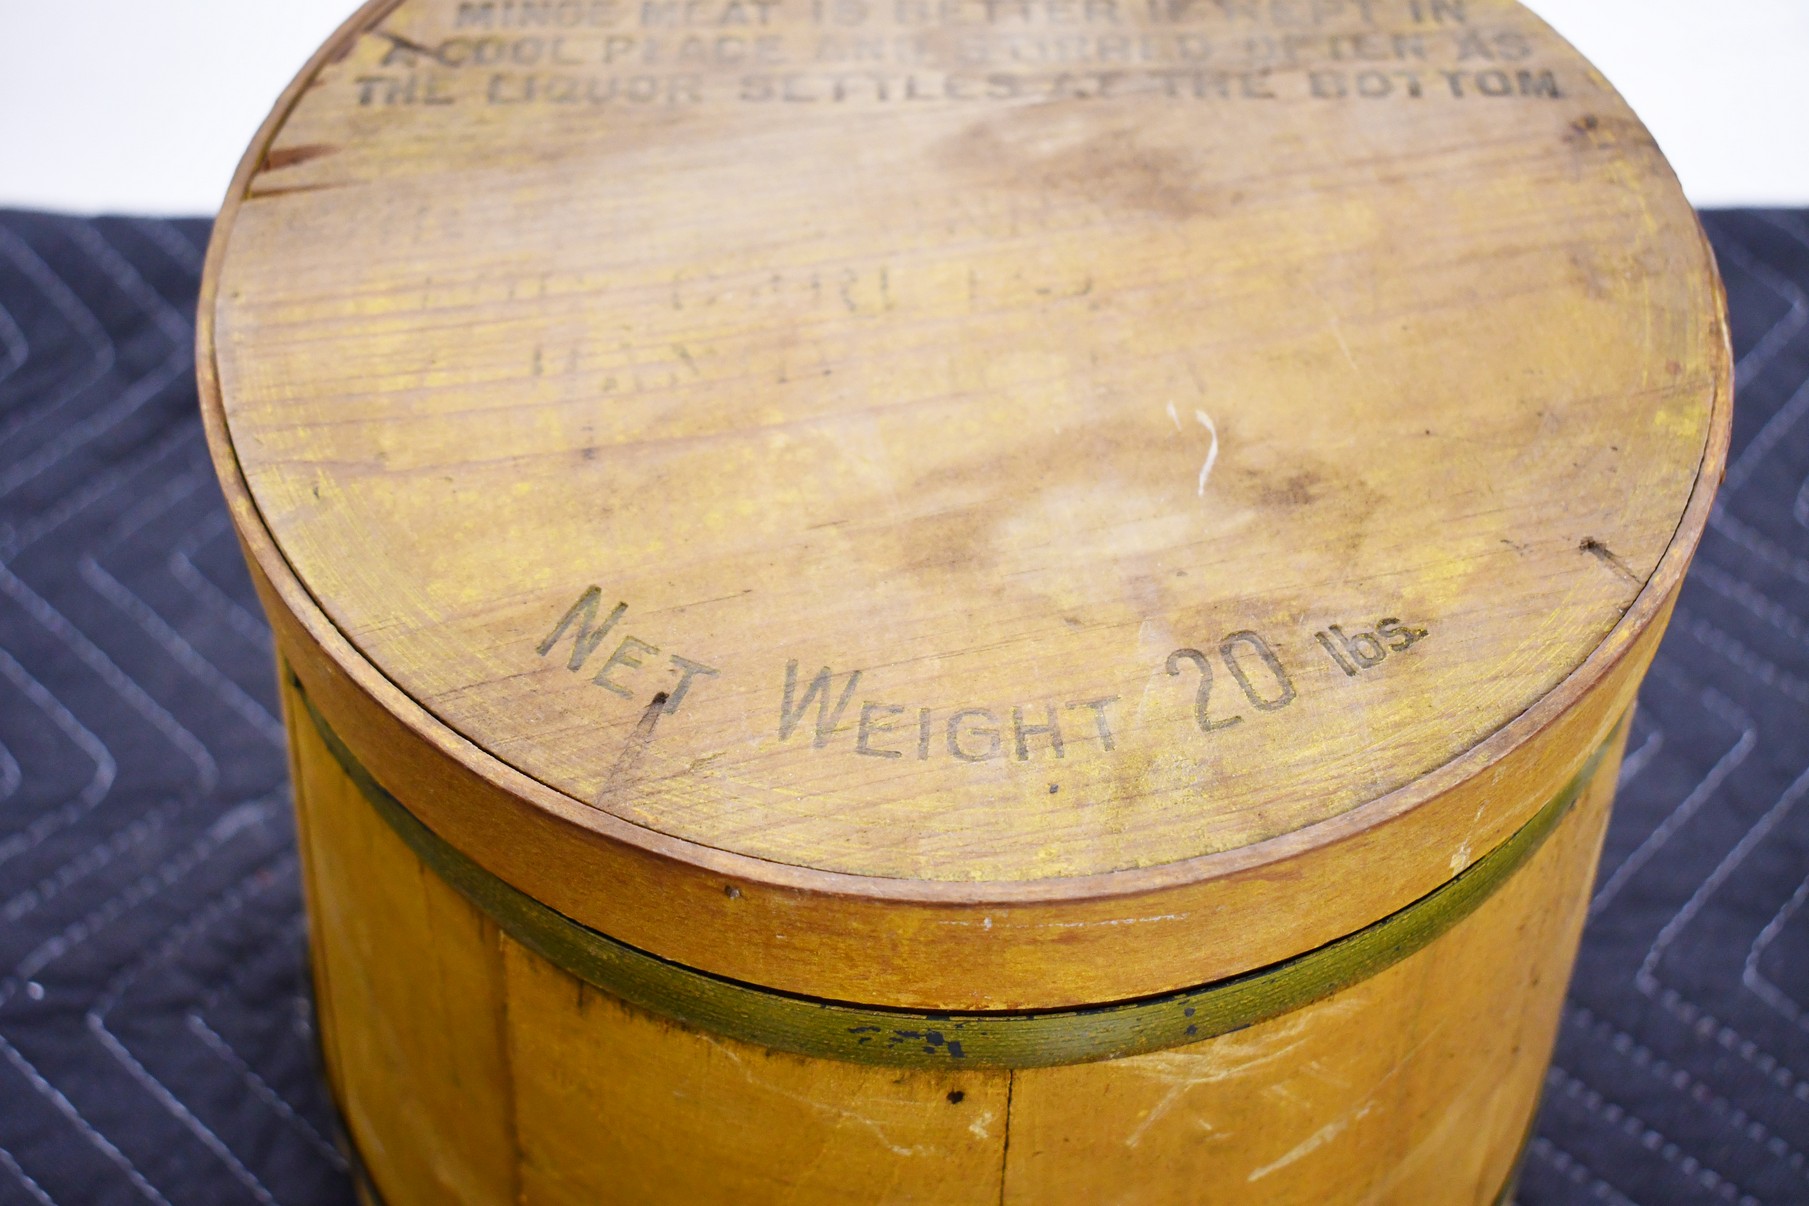 MINCE MEAT IS BETTER IF KEPT IN
A COOL PLACE AND STIRRED OFTEN AS
THE LIQUOR SETTLES AT THE BOTTOM
NET WEIGHT 20 lbs.